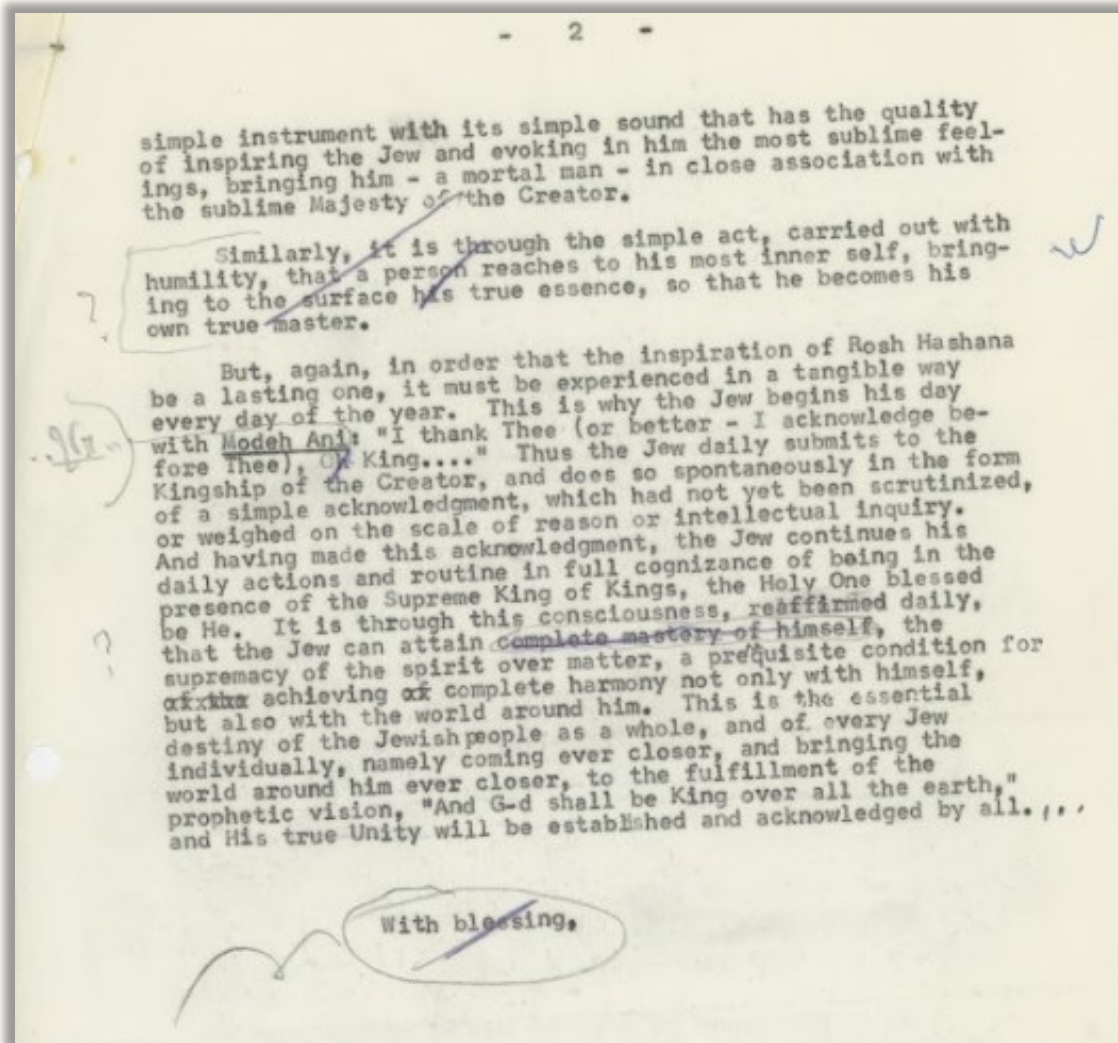 - 2 -
simple instrument with its simple sound that has the quality
of inspiring the Jew and evoking in him the most sublime feel-
ings, bringing him - a mortal man - in close association with
the sublime Majesty of the Creator.
Similarly, it is through the simple act, carried out with
humility, that a person reaches to his most inner self, bring-
ing to the surface his true essence, so that he becomes his
? own true master.
But, again, in order that the inspiration of Rosh Hashana
be a lasting one, it must be experienced in a tangible way
every day of the year. This is why the Jew begins his day
with Modeh Ani: "I thank Thee (or better - I acknowledge be-
fore Thee), Oh King...." Thus the Jew daily submits to the
Kingship of the Creator, and does so spontaneously in the form
of a simple acknowledgment, which had not yet been scrutinized,
or weighed on the scale of reason or intellectual inquiry.
And having made this acknowledgment, the Jew continues his
daily actions and routine in full cognizance of being in the
presence of the Supreme King of Kings, the Holy One blessed
be He. It is through this consciousness, reaffirmed daily,
? that the Jew can attain complete mastery of himself, the
supremacy of the spirit over matter, a prequisite condition for
achieving complete harmony not only with himself,
but also with the world around him. This is the essential
destiny of the Jewish people as a whole, and of every Jew
individually, namely coming ever closer, and bringing the
world around him ever closer, to the fulfillment of the
prophetic vision, "And G-d shall be King over all the earth,"
and His true Unity will be established and acknowledged by all....
With blessing,